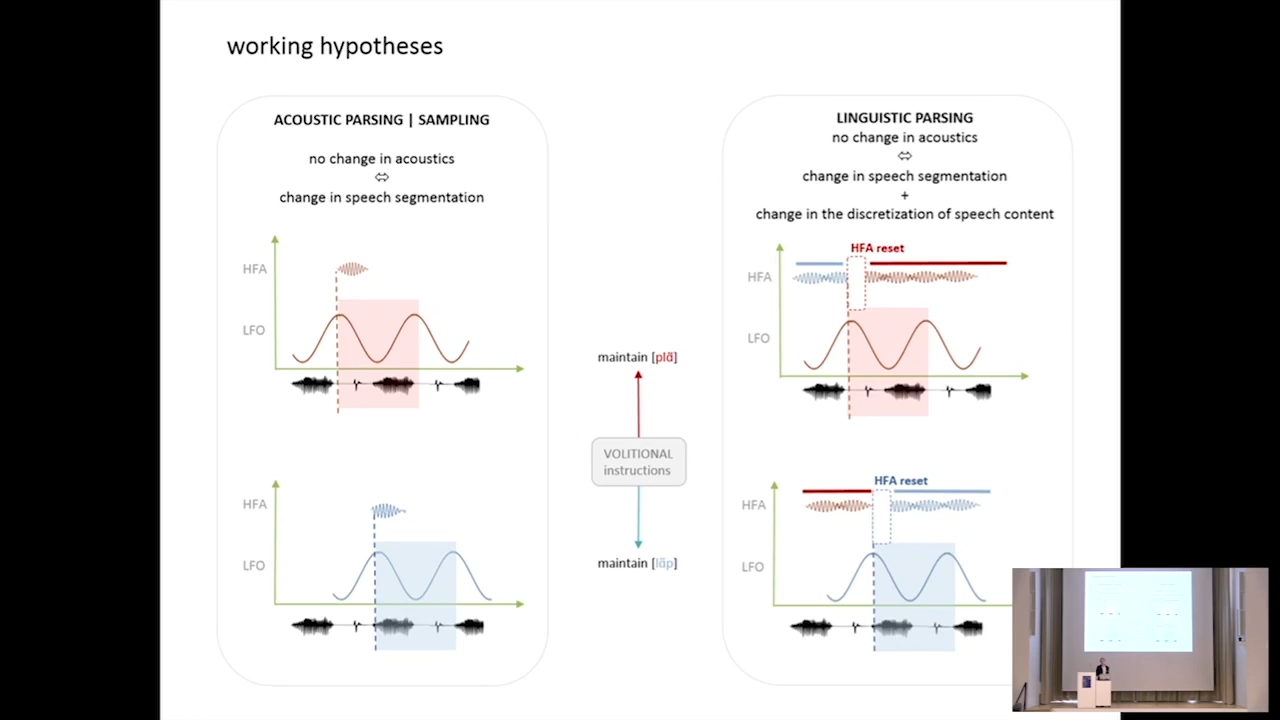 working hypotheses
ACOUSTIC PARSING | SAMPLING
no change in acoustics
⇔
change in speech segmentation
HFA
LFO
HFA
LFO
maintain [plã]
VOLITIONAL
instructions
maintain [lãp]
LINGUISTIC PARSING
no change in acoustics
⇔
change in speech segmentation
+
change in the discretization of speech content
HFA reset
HFA
LFO
HFA reset
HFA
LFO